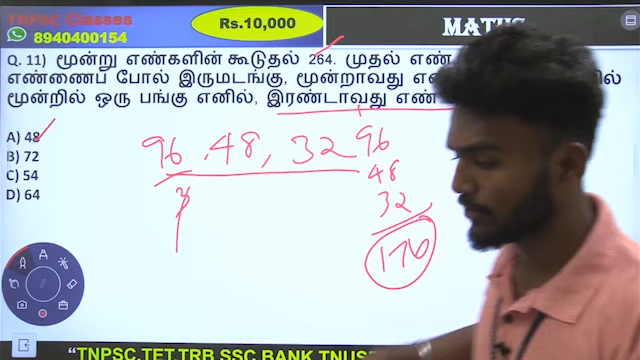 TNPSC Classes
8940400154
Rs.10,000
MATHS
Q. 11) மூன்று எண்களின் கூடுதல் 264. முதல் எண்
எண்ணைப் போல் இருமடங்கு, மூன்றாவது
மூன்றில் ஒரு பங்கு எனில், இரண்டாவது எண்
A) 48
B) 72
C) 54
D) 64
96, 48, 32
96
48
32
176
"TNPSC,TET,TRB,SSC,BANK,